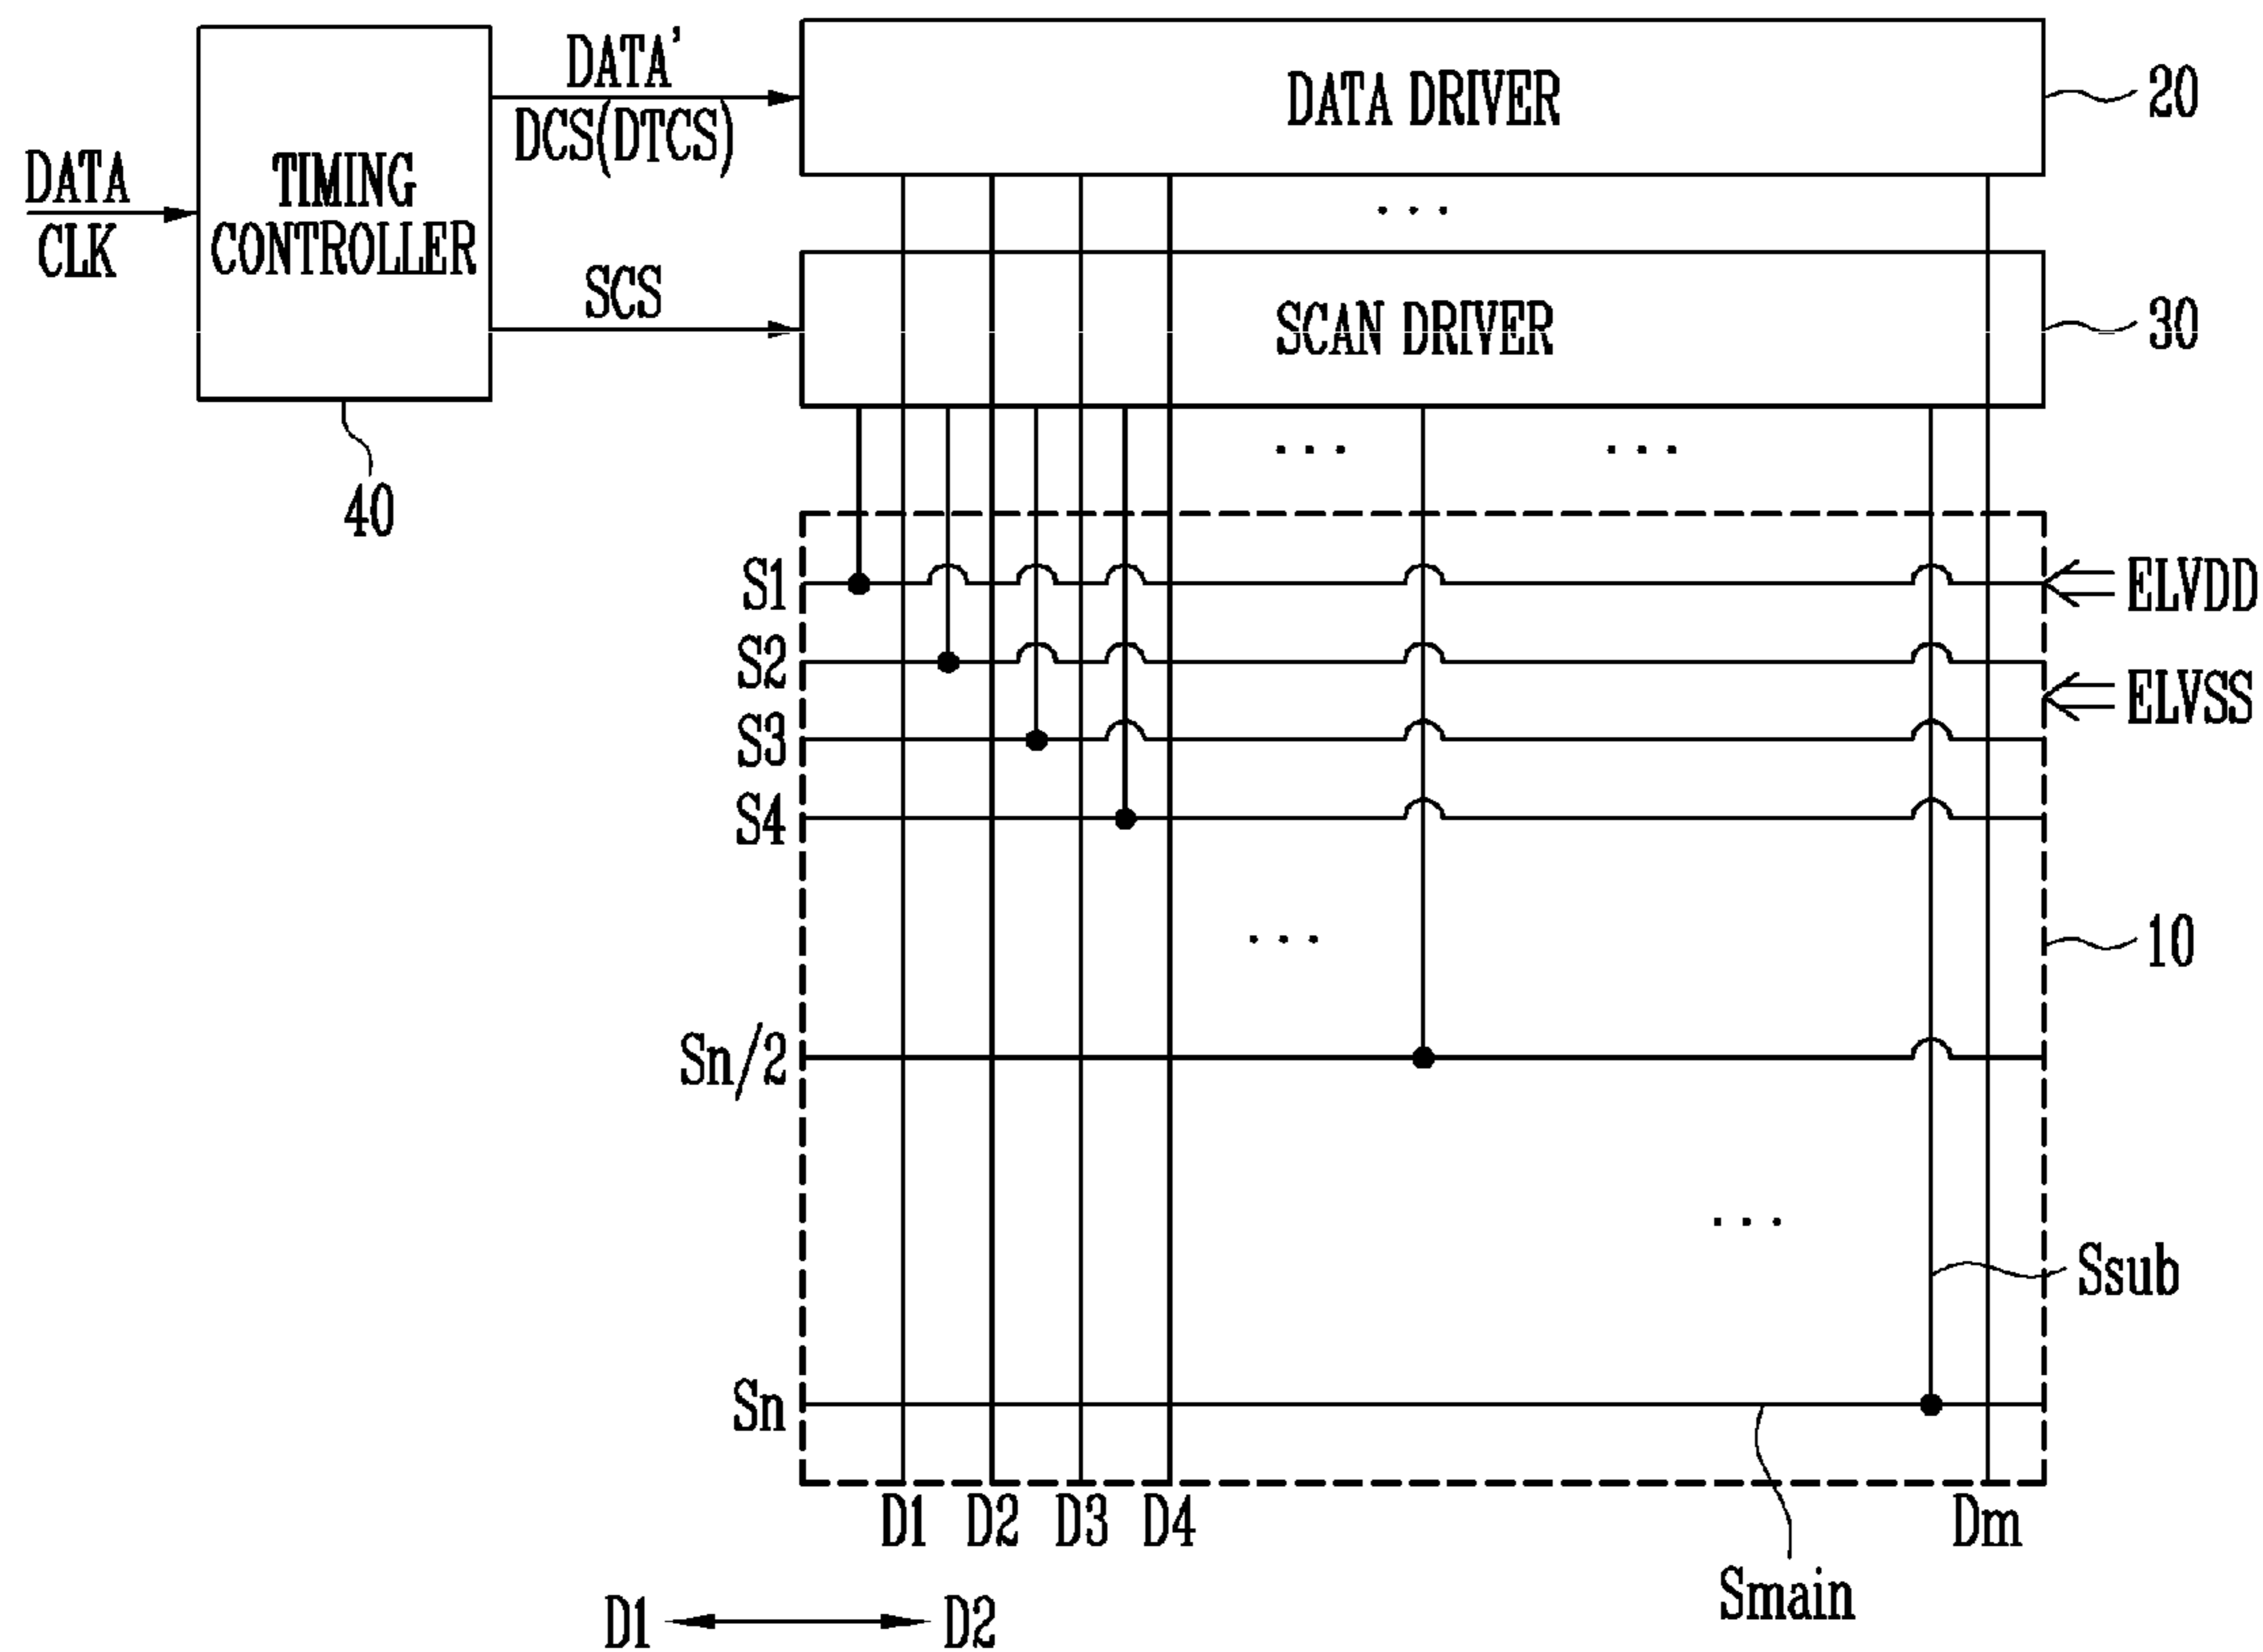 DATA
CLK
TIMING
CONTROLLER
40
DATA'
DCS(DTCS)
SCS
DATA DRIVER
20
. . .
SCAN DRIVER
30
. . .
. . .
S1
S2
S3
S4
Sn/2
Sn
ELVDD
ELVSS
. . .
10
. . .
Ssub
D1
D2
D3
D4
Dm
Smain
D1
D2